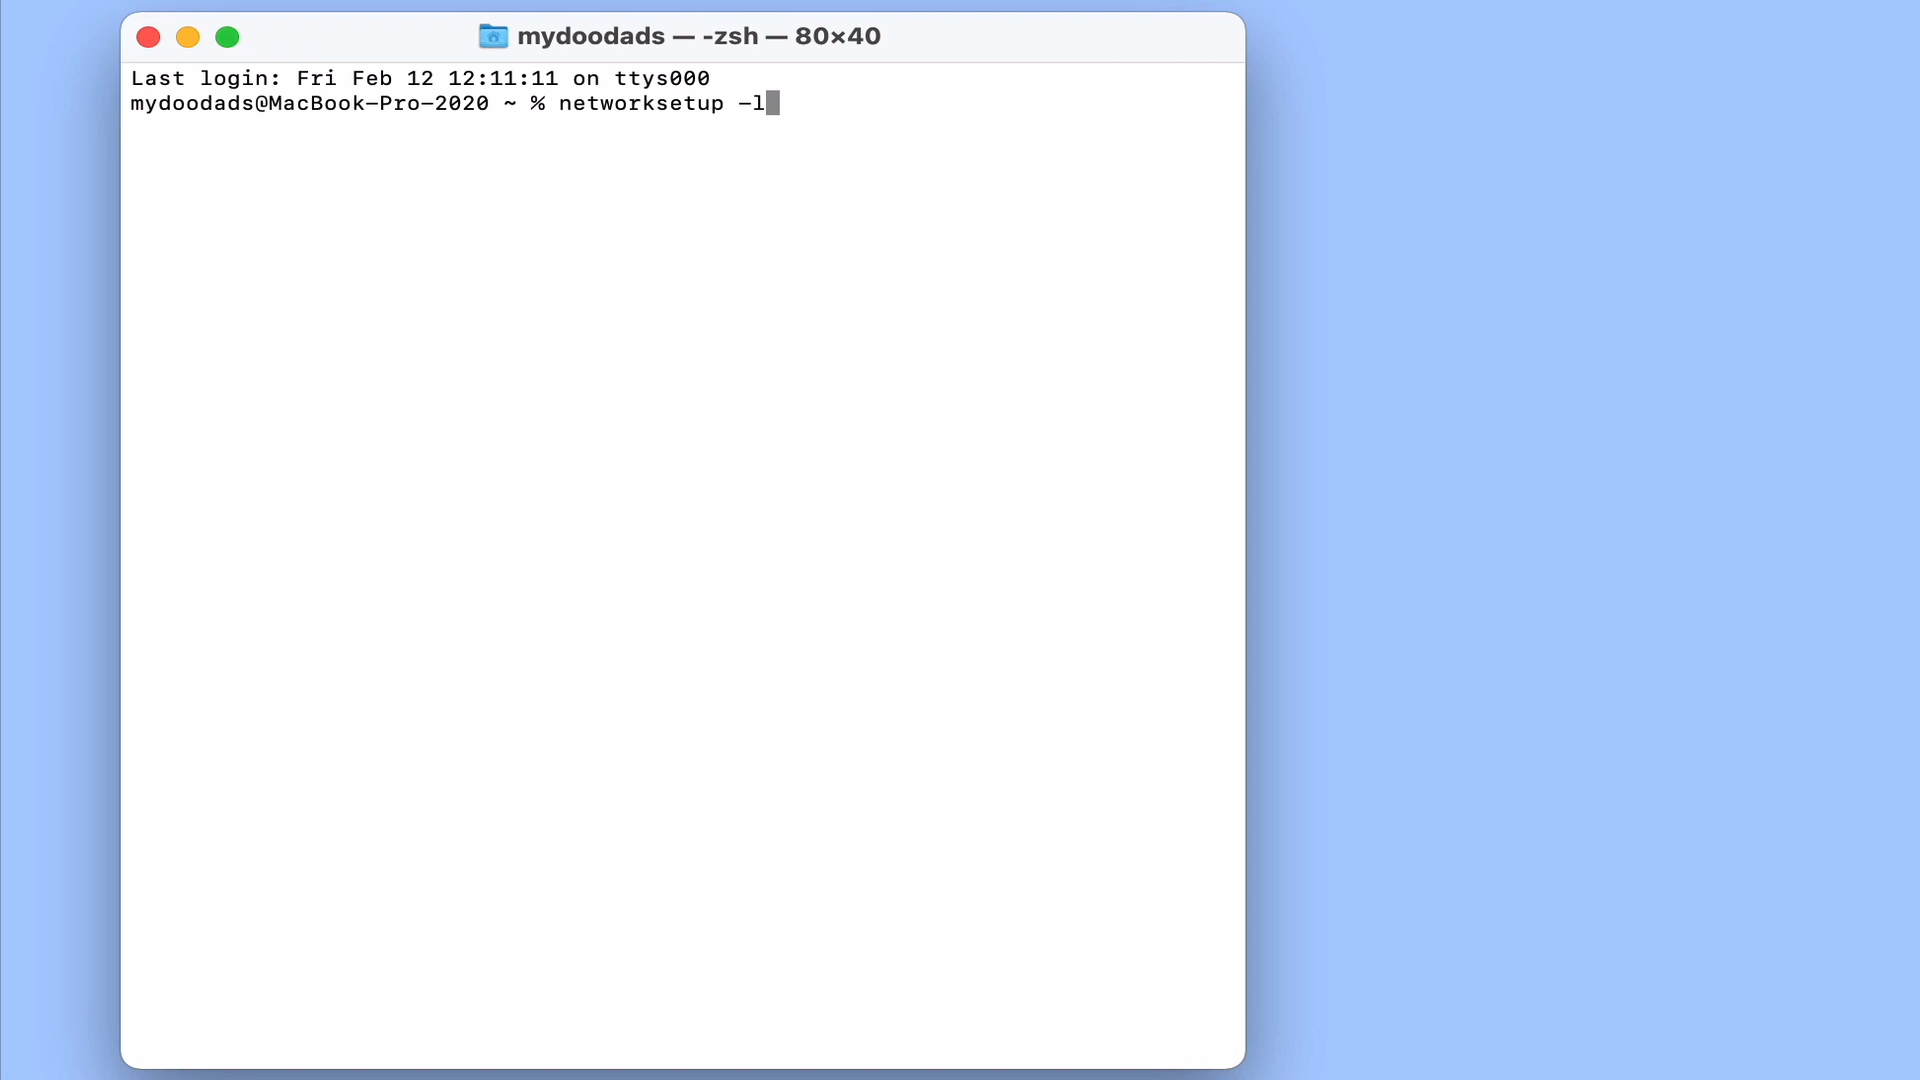 mydoodads — -zsh — 80×40
Last login: Fri Feb 12 12:11:11 on ttys000
mydoodads@MacBook-Pro-2020 ~ % networksetup -l